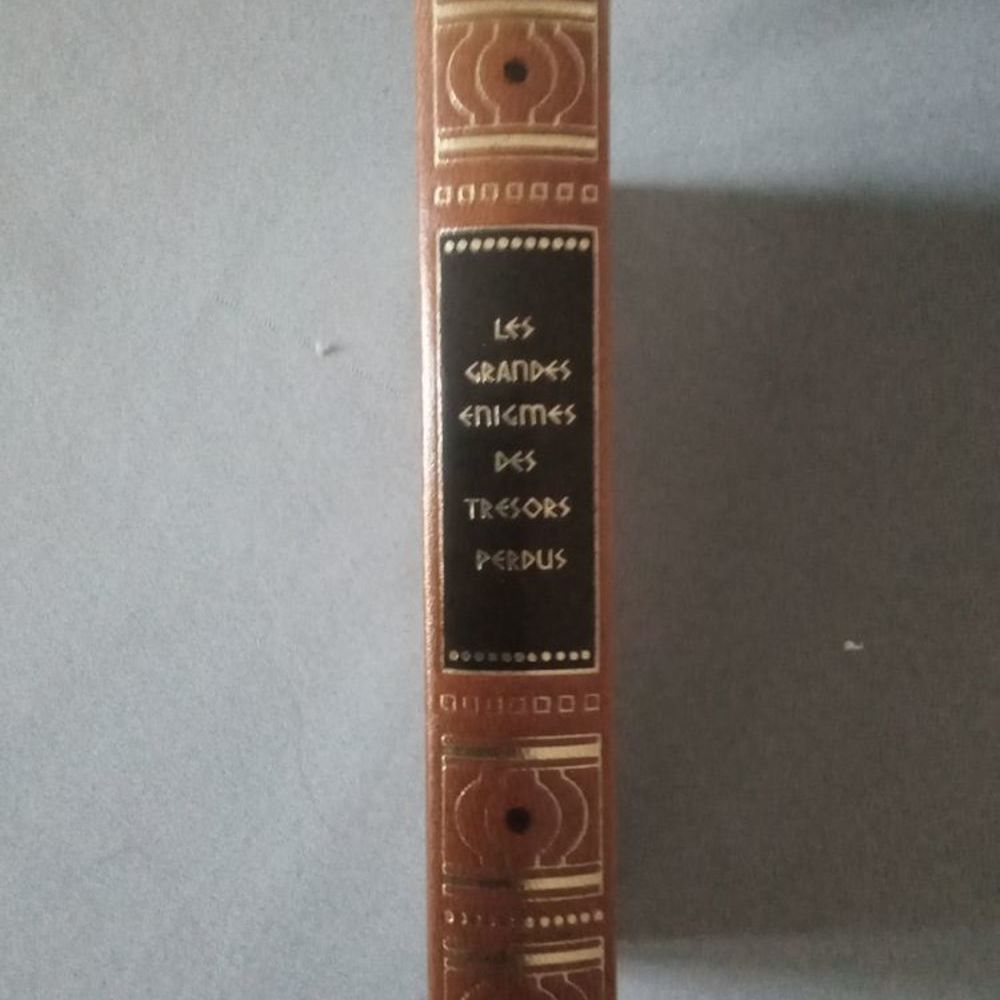 LES
GRANDES
ENIGMES
DES
TRESORS
PERDUS